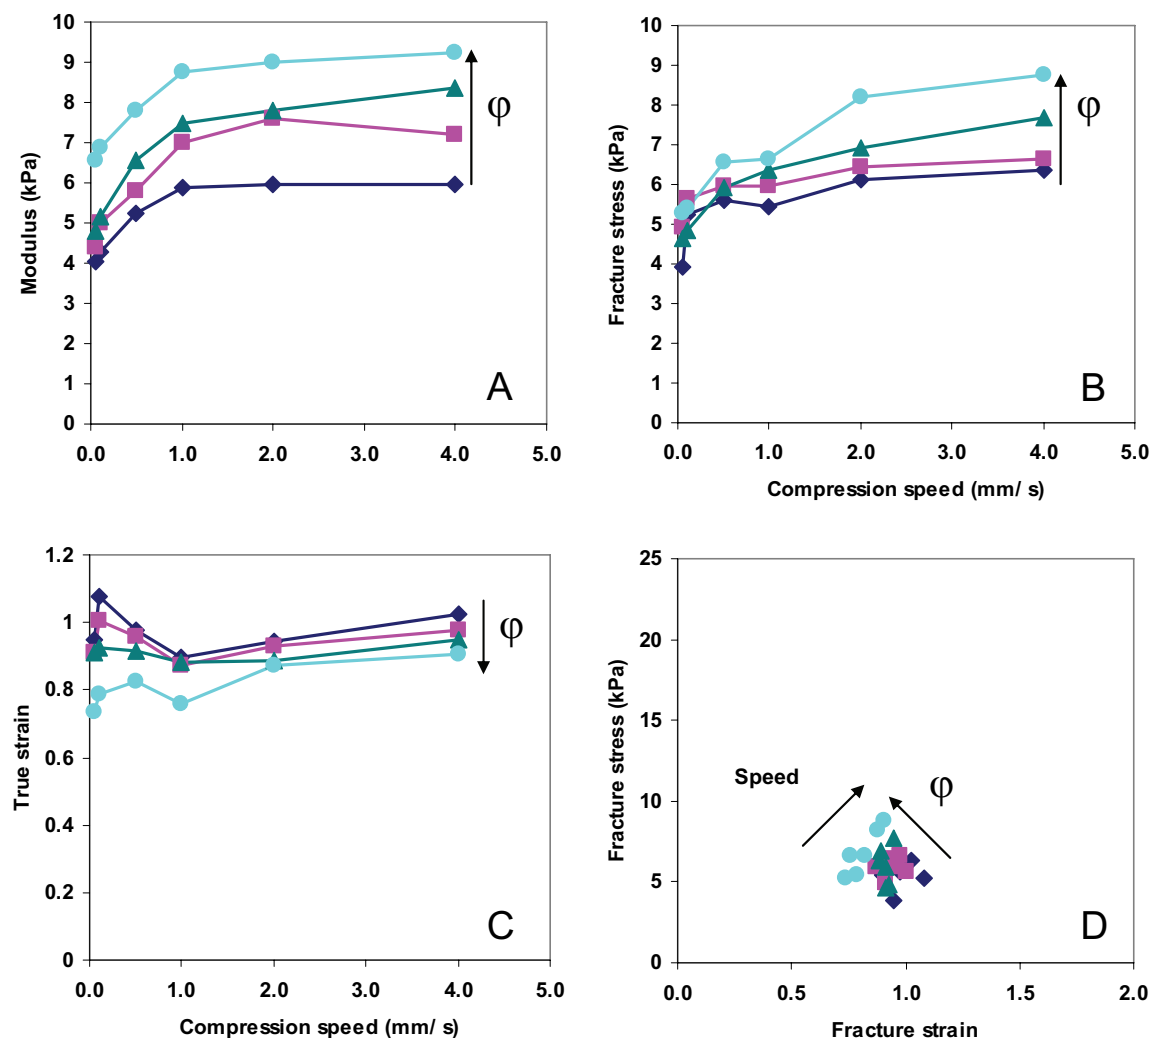 10
9
8
7
6
5
4
3
2
1
0
Modulus (kPa)
φ
A
0.0 1.0 2.0 3.0 4.0 5.0
10
9
8
7
6
5
4
3
2
1
0
Fracture stress (kPa)
φ
B
0.0 1.0 2.0 3.0 4.0 5.0
Compression speed (mm/ s)
1.2
1
0.8
0.6
0.4
0.2
0
True strain
φ
C
0.0 1.0 2.0 3.0 4.0 5.0
Compression speed (mm/ s)
25
20
15
10
5
0
Fracture stress (kPa)
Speed
φ
D
0.0 0.5 1.0 1.5 2.0
Fracture strain